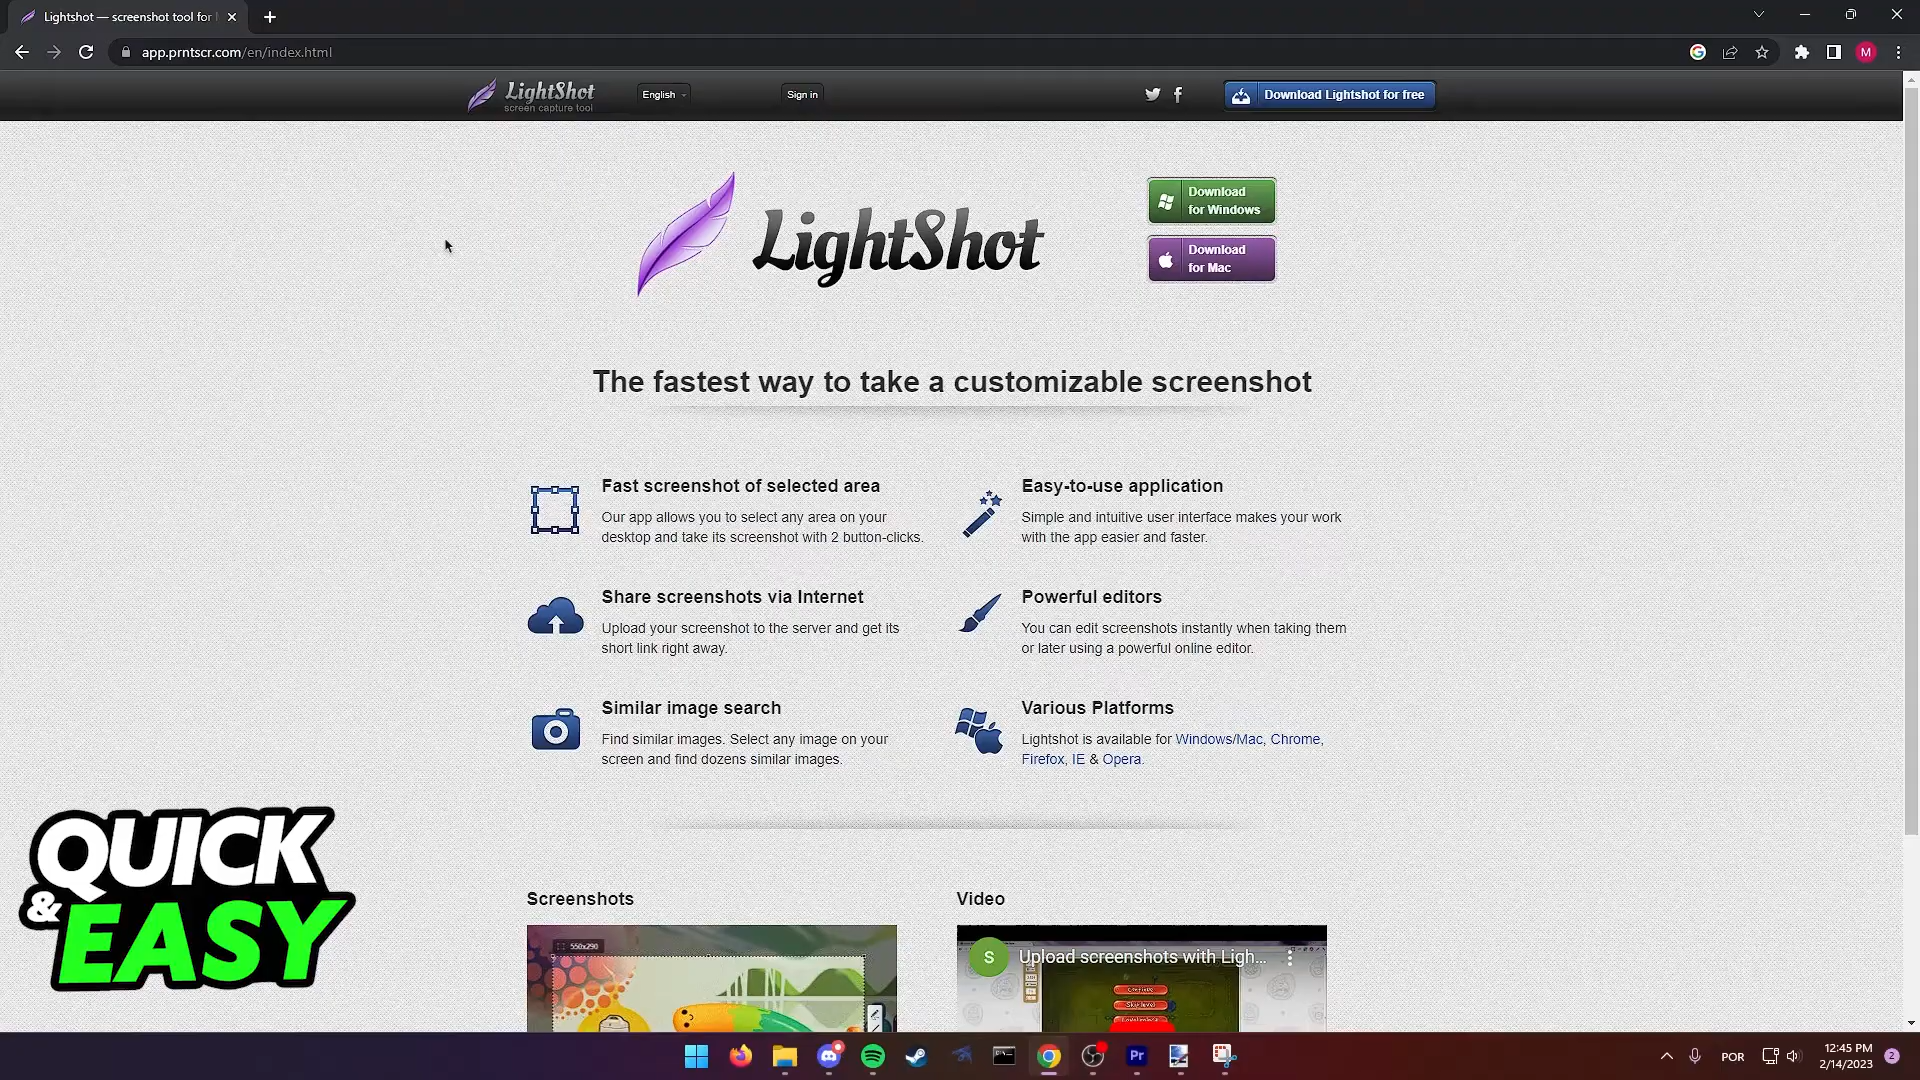 Lightshot — screenshot tool for
app.prntscr.com/en/index.html
M
LightShot
screen capture tool
English
Sign in
Download Lightshot for free
LightShot
Download
for Windows
Download
for Mac
The fastest way to take a customizable screenshot
Fast screenshot of selected area
Our app allows you to select any area on your
desktop and take its screenshot with 2 button-clicks.
Easy-to-use application
Simple and intuitive user interface makes your work
with the app easier and faster.
Share screenshots via Internet
Upload your screenshot to the server and get its
short link right away.
Powerful editors
You can edit screenshots instantly when taking them
or later using a powerful online editor.
Similar image search
Find similar images. Select any image on your
screen and find dozens similar images.
Various Platforms
Lightshot is available for Windows/Mac, Chrome,
Firefox, IE & Opera.
QUICK
& EASY
Screenshots
Video
550x290
S
Upload screenshots with Ligh...
Continue
Skip level
Pr
POR
12:45 PM
2/14/2023
2